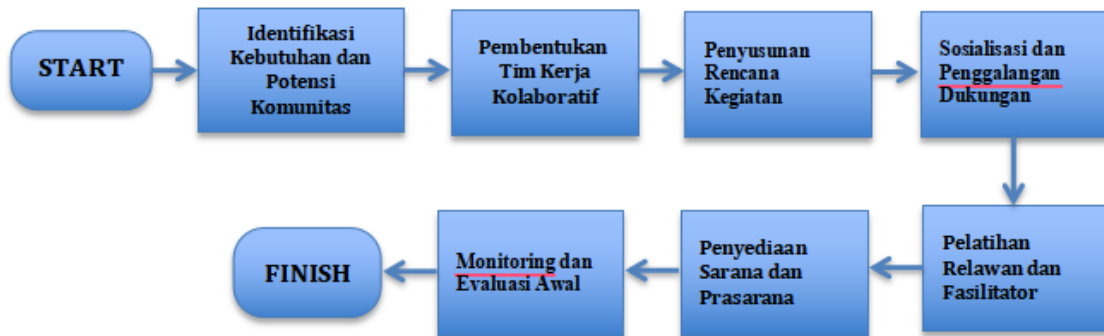 START
Identifikasi
Kebutuhan dan
Potensi
Komunitas
Pembentukan
Tim Kerja
Kolaboratif
Penyusunan
Rencana
Kegiatan
Sosialisasi dan
Penggalangan
Dukungan
Pelatihan
Relawan dan
Fasilitator
Penyediaan
Sarana dan
Prasarana
Monitoring dan
Evaluasi Awal
FINISH